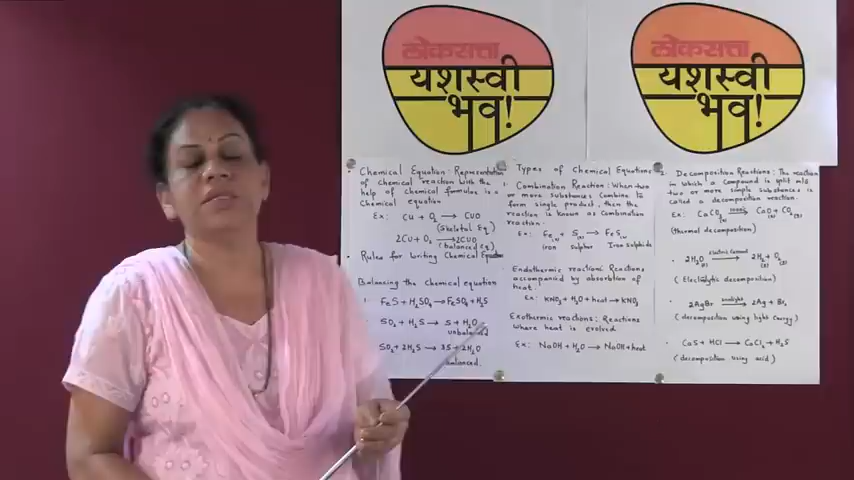 लोकसत्ता
यशस्वी
भव!
लोकसत्ता
यशस्वी
भव!
Chemical Equation: Representation
of Chemical reaction with the
help of Chemical formulas is a
Chemical equation
Ex: Cu + O₂ → CuO
(Skeletal Eq)
2Cu + O₂ → 2CuO
(balanced Eq)
Rules for writing Chemical Equation
Balancing the Chemical equation
1 FeS + H₂SO₄ → FeSO₄ + H₂S
SO₂ + H₂S → S + H₂O
unbalanced
SO₂ + 2H₂S → 3S + 2H₂O
balanced.
Types of Chemical Equations
1. Combination Reaction: When two
or more substances Combine to
form single product, then the
reaction is known as Combination
reaction.
Ex: Fe(s) + S(s) → FeS(s)
Iron Sulphur Iron Sulphide
Endothermic reaction: Reactions
accompanied by absorption of
heat.
Ex: KNO₃ + H₂O + heat → KNO₃
Exothermic reactions: Reactions
where heat is evolved
Ex: NaOH + H₂O → NaOH + heat
2. Decomposition Reactions: The reaction
in which a compound is split into
two or more simple substances is
called a decomposition reaction.
Ex: CaCO₃(s) → CaO(s) + CO₂(g)
(thermal decomposition)
2H₂O(l) → 2H₂(g) + O₂(g)
(Electrolytic decomposition)
2AgBr → 2Ag + Br₂
(decomposition using light energy)
CaS + HCl → CaCl₂ + H₂S
(decomposition using acid)